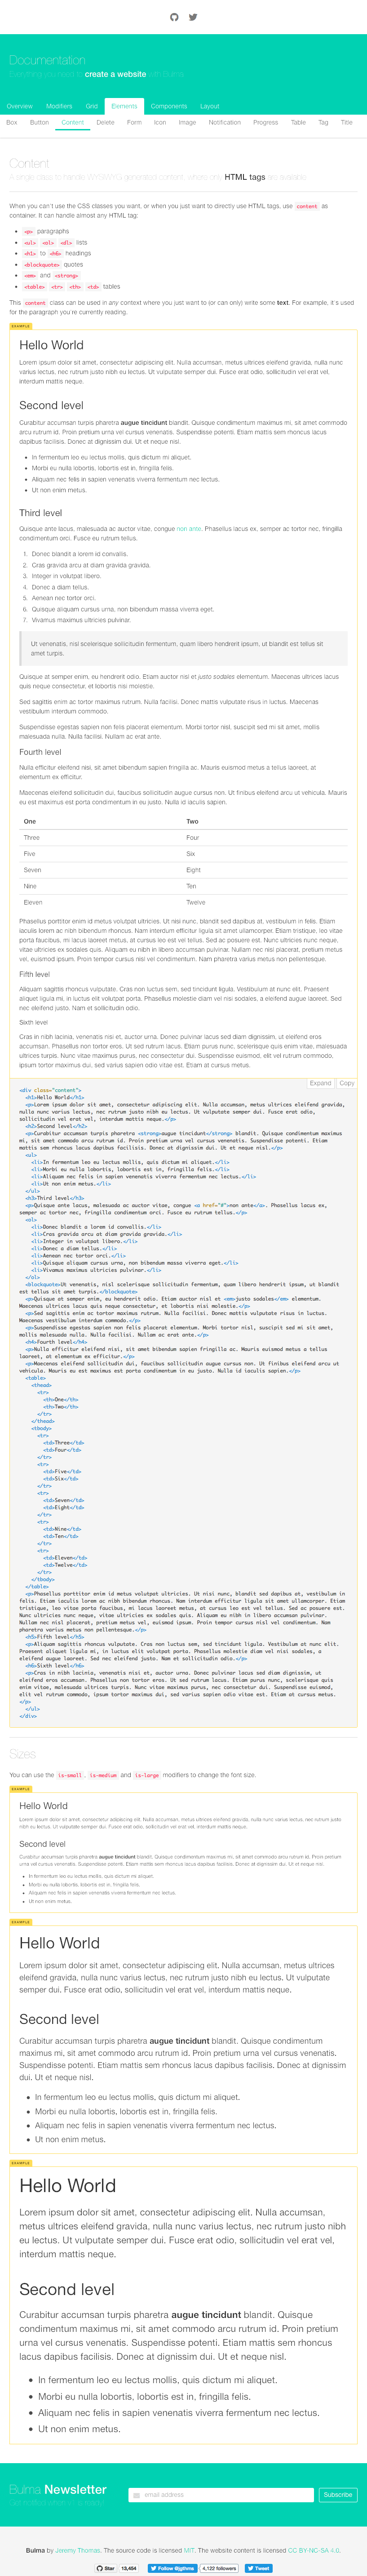 Documentation
Everything you need to create a website with Bulma
Overview Modifiers Grid Elements Components Layout
Box Button Content Delete Form Icon Image Notification Progress Table Tag Title
Content
A single class to handle WYSIWYG generated content, where only HTML tags are available
When you can't use the CSS classes you want, or when you just want to directly use HTML tags, use content as
container. It can handle almost any HTML tag:
<p> paragraphs
<ul> <ol> <dl> lists
<h1> to <h6> headings
<blockquote> quotes
<em> and <strong>
<table> <tr> <th> <td> tables
This content class can be used in any context where you just want to (or can only) write some text. For example, it's used
for the paragraph you're currently reading.
EXAMPLE
Hello World
Lorem ipsum dolor sit amet, consectetur adipiscing elit. Nulla accumsan, metus ultrices eleifend gravida, nulla nunc
varius lectus, nec rutrum justo nibh eu lectus. Ut vulputate semper dui. Fusce erat odio, sollicitudin vel erat vel,
interdum mattis neque.
Second level
Curabitur accumsan turpis pharetra augue tincidunt blandit. Quisque condimentum maximus mi, sit amet commodo
arcu rutrum id. Proin pretium urna vel cursus venenatis. Suspendisse potenti. Etiam mattis sem rhoncus lacus
dapibus facilisis. Donec at dignissim dui. Ut et neque nisl.
In fermentum leo eu lectus mollis, quis dictum mi aliquet.
Morbi eu nulla lobortis, lobortis est in, fringilla felis.
Aliquam nec felis in sapien venenatis viverra fermentum nec lectus.
Ut non enim metus.
Third level
Quisque ante lacus, malesuada ac auctor vitae, congue non ante. Phasellus lacus ex, semper ac tortor nec, fringilla
condimentum orci. Fusce eu rutrum tellus.
1. Donec blandit a lorem id convallis.
2. Cras gravida arcu at diam gravida gravida.
3. Integer in volutpat libero.
4. Donec a diam tellus.
5. Aenean nec tortor orci.
6. Quisque aliquam cursus urna, non bibendum massa viverra eget.
7. Vivamus maximus ultricies pulvinar.
Ut venenatis, nisl scelerisque sollicitudin fermentum, quam libero hendrerit ipsum, ut blandit est tellus sit
amet turpis.
Quisque at semper enim, eu hendrerit odio. Etiam auctor nisl et justo sodales elementum. Maecenas ultrices lacus
quis neque consectetur, et lobortis nisi molestie.
Sed sagittis enim ac tortor maximus rutrum. Nulla facilisi. Donec mattis vulputate risus in luctus. Maecenas
vestibulum interdum commodo.
Suspendisse egestas sapien non felis placerat elementum. Morbi tortor nisl, suscipit sed mi sit amet, mollis
malesuada nulla. Nulla facilisi. Nullam ac erat ante.
Fourth level
Nulla efficitur eleifend nisi, sit amet bibendum sapien fringilla ac. Mauris euismod metus a tellus laoreet, at
elementum ex efficitur.
Maecenas eleifend sollicitudin dui, faucibus sollicitudin augue cursus non. Ut finibus eleifend arcu ut vehicula. Mauris
eu est maximus est porta condimentum in eu justo. Nulla id iaculis sapien.
One Two
Three Four
Five Six
Seven Eight
Nine Ten
Eleven Twelve
Phasellus porttitor enim id metus volutpat ultricies. Ut nisi nunc, blandit sed dapibus at, vestibulum in felis. Etiam
iaculis lorem ac nibh bibendum rhoncus. Nam interdum efficitur ligula sit amet ullamcorper. Etiam tristique, leo vitae
porta faucibus, mi lacus laoreet metus, at cursus leo est vel tellus. Sed ac posuere est. Nunc ultricies nunc neque,
vitae ultricies ex sodales quis. Aliquam eu nibh in libero accumsan pulvinar. Nullam nec nisl placerat, pretium metus
vel, euismod ipsum. Proin tempor cursus nisl vel condimentum. Nam pharetra varius metus non pellentesque.
Fifth level
Aliquam sagittis rhoncus vulputate. Cras non luctus sem, sed tincidunt ligula. Vestibulum at nunc elit. Praesent
aliquet ligula mi, in luctus elit volutpat porta. Phasellus molestie diam vel nisi sodales, a eleifend augue laoreet. Sed
nec eleifend justo. Nam et sollicitudin odio.
Sixth level
Cras in nibh lacinia, venenatis nisi et, auctor urna. Donec pulvinar lacus sed diam dignissim, ut eleifend eros
accumsan. Phasellus non tortor eros. Ut sed rutrum lacus. Etiam purus nunc, scelerisque quis enim vitae, malesuada
ultrices turpis. Nunc vitae maximus purus, nec consectetur dui. Suspendisse euismod, elit vel rutrum commodo,
ipsum tortor maximus dui, sed varius sapien odio vitae est. Etiam at cursus metus.
Expand Copy
<div class="content">
<h1>Hello World</h1>
<p>Lorem ipsum dolor sit amet, consectetur adipiscing elit. Nulla accumsan, metus ultrices eleifend gravida,
nulla nunc varius lectus, nec rutrum justo nibh eu lectus. Ut vulputate semper dui. Fusce erat odio,
sollicitudin vel erat vel, interdum mattis neque.</p>
<h2>Second level</h2>
<p>Curabitur accumsan turpis pharetra <strong>augue tincidunt</strong> blandit. Quisque condimentum maximus
mi, sit amet commodo arcu rutrum id. Proin pretium urna vel cursus venenatis. Suspendisse potenti. Etiam
mattis sem rhoncus lacus dapibus facilisis. Donec at dignissim dui. Ut et neque nisl.</p>
<ul>
<li>In fermentum leo eu lectus mollis, quis dictum mi aliquet.</li>
<li>Morbi eu nulla lobortis, lobortis est in, fringilla felis.</li>
<li>Aliquam nec felis in sapien venenatis viverra fermentum nec lectus.</li>
<li>Ut non enim metus.</li>
</ul>
<h3>Third level</h3>
<p>Quisque ante lacus, malesuada ac auctor vitae, congue <a href="#">non ante</a>. Phasellus lacus ex,
semper ac tortor nec, fringilla condimentum orci. Fusce eu rutrum tellus.</p>
<ol>
<li>Donec blandit a lorem id convallis.</li>
<li>Cras gravida arcu at diam gravida gravida.</li>
<li>Integer in volutpat libero.</li>
<li>Donec a diam tellus.</li>
<li>Aenean nec tortor orci.</li>
<li>Quisque aliquam cursus urna, non bibendum massa viverra eget.</li>
<li>Vivamus maximus ultricies pulvinar.</li>
</ol>
<blockquote>Ut venenatis, nisl scelerisque sollicitudin fermentum, quam libero hendrerit ipsum, ut blandit
est tellus sit amet turpis.</blockquote>
<p>Quisque at semper enim, eu hendrerit odio. Etiam auctor nisl et <em>justo sodales</em> elementum.
Maecenas ultrices lacus quis neque consectetur, et lobortis nisi molestie.</p>
<p>Sed sagittis enim ac tortor maximus rutrum. Nulla facilisi. Donec mattis vulputate risus in luctus.
Maecenas vestibulum interdum commodo.</p>
<p>Suspendisse egestas sapien non felis placerat elementum. Morbi tortor nisl, suscipit sed mi sit amet,
mollis malesuada nulla. Nulla facilisi. Nullam ac erat ante.</p>
<h4>Fourth level</h4>
<p>Nulla efficitur eleifend nisi, sit amet bibendum sapien fringilla ac. Mauris euismod metus a tellus
laoreet, at elementum ex efficitur.</p>
<p>Maecenas eleifend sollicitudin dui, faucibus sollicitudin augue cursus non. Ut finibus eleifend arcu ut
vehicula. Mauris eu est maximus est porta condimentum in eu justo. Nulla id iaculis sapien.</p>
<table>
<thead>
<tr>
<th>One</th>
<th>Two</th>
</tr>
</thead>
<tbody>
<tr>
<td>Three</td>
<td>Four</td>
</tr>
<tr>
<td>Five</td>
<td>Six</td>
</tr>
<tr>
<td>Seven</td>
<td>Eight</td>
</tr>
<tr>
<td>Nine</td>
<td>Ten</td>
</tr>
<tr>
<td>Eleven</td>
<td>Twelve</td>
</tr>
</tbody>
</table>
<p>Phasellus porttitor enim id metus volutpat ultricies. Ut nisi nunc, blandit sed dapibus at, vestibulum in
felis. Etiam iaculis lorem ac nibh bibendum rhoncus. Nam interdum efficitur ligula sit amet ullamcorper. Etiam
tristique, leo vitae porta faucibus, mi lacus laoreet metus, at cursus leo est vel tellus. Sed ac posuere est.
Nunc ultricies nunc neque, vitae ultricies ex sodales quis. Aliquam eu nibh in libero accumsan pulvinar.
Nullam nec nisl placerat, pretium metus vel, euismod ipsum. Proin tempor cursus nisl vel condimentum. Nam
pharetra varius metus non pellentesque.</p>
<h5>Fifth level</h5>
<p>Aliquam sagittis rhoncus vulputate. Cras non luctus sem, sed tincidunt ligula. Vestibulum at nunc elit.
Praesent aliquet ligula mi, in luctus elit volutpat porta. Phasellus molestie diam vel nisi sodales, a
eleifend augue laoreet. Sed nec eleifend justo. Nam et sollicitudin odio.</p>
<h6>Sixth level</h6>
<p>Cras in nibh lacinia, venenatis nisi et, auctor urna. Donec pulvinar lacus sed diam dignissim, ut
eleifend eros accumsan. Phasellus non tortor eros. Ut sed rutrum lacus. Etiam purus nunc, scelerisque quis
enim vitae, malesuada ultrices turpis. Nunc vitae maximus purus, nec consectetur dui. Suspendisse euismod,
elit vel rutrum commodo, ipsum tortor maximus dui, sed varius sapien odio vitae est. Etiam at cursus metus.
</p>
</ul>
</div>
Sizes
You can use the is-small, is-medium and is-large modifiers to change the font size.
EXAMPLE
Hello World
Lorem ipsum dolor sit amet, consectetur adipiscing elit. Nulla accumsan, metus ultrices eleifend gravida, nulla nunc varius lectus, nec rutrum justo
nibh eu lectus. Ut vulputate semper dui. Fusce erat odio, sollicitudin vel erat vel, interdum mattis neque.
Second level
Curabitur accumsan turpis pharetra augue tincidunt blandit. Quisque condimentum maximus mi, sit amet commodo arcu rutrum id. Proin pretium
urna vel cursus venenatis. Suspendisse potenti. Etiam mattis sem rhoncus lacus dapibus facilisis. Donec at dignissim dui. Ut et neque nisl.
In fermentum leo eu lectus mollis, quis dictum mi aliquet.
Morbi eu nulla lobortis, lobortis est in, fringilla felis.
Aliquam nec felis in sapien venenatis viverra fermentum nec lectus.
Ut non enim metus.
EXAMPLE
Hello World
Lorem ipsum dolor sit amet, consectetur adipiscing elit. Nulla accumsan, metus ultrices
eleifend gravida, nulla nunc varius lectus, nec rutrum justo nibh eu lectus. Ut vulputate
semper dui. Fusce erat odio, sollicitudin vel erat vel, interdum mattis neque.
Second level
Curabitur accumsan turpis pharetra augue tincidunt blandit. Quisque condimentum
maximus mi, sit amet commodo arcu rutrum id. Proin pretium urna vel cursus venenatis.
Suspendisse potenti. Etiam mattis sem rhoncus lacus dapibus facilisis. Donec at dignissim
dui. Ut et neque nisl.
In fermentum leo eu lectus mollis, quis dictum mi aliquet.
Morbi eu nulla lobortis, lobortis est in, fringilla felis.
Aliquam nec felis in sapien venenatis viverra fermentum nec lectus.
Ut non enim metus.
EXAMPLE
Hello World
Lorem ipsum dolor sit amet, consectetur adipiscing elit. Nulla accumsan,
metus ultrices eleifend gravida, nulla nunc varius lectus, nec rutrum justo nibh
eu lectus. Ut vulputate semper dui. Fusce erat odio, sollicitudin vel erat vel,
interdum mattis neque.
Second level
Curabitur accumsan turpis pharetra augue tincidunt blandit. Quisque
condimentum maximus mi, sit amet commodo arcu rutrum id. Proin pretium
urna vel cursus venenatis. Suspendisse potenti. Etiam mattis sem rhoncus
lacus dapibus facilisis. Donec at dignissim dui. Ut et neque nisl.
In fermentum leo eu lectus mollis, quis dictum mi aliquet.
Morbi eu nulla lobortis, lobortis est in, fringilla felis.
Aliquam nec felis in sapien venenatis viverra fermentum nec lectus.
Ut non enim metus.
Bulma Newsletter
email address Subscribe
Bulma by Jeremy Thomas. The source code is licensed MIT. The website content is licensed CC BY-NC-SA 4.0.
Star 13,454 Follow @jgthms 4,122 followers Tweet